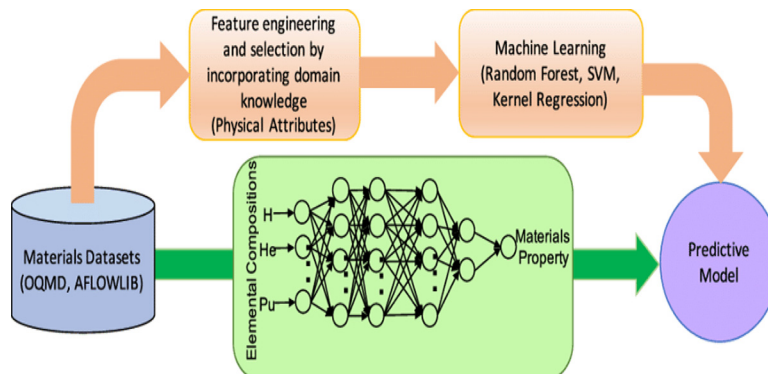 Feature engineering
and selection by
incorporating domain
knowledge
(Physical Attributes)
Machine Learning
(Random Forest, SVM,
Kernel Regression)
Materials Datasets
(OQMD, AFLOWLIB)
Elemental Compositions
H
He
Pu
Materials
Property
Predictive
Model